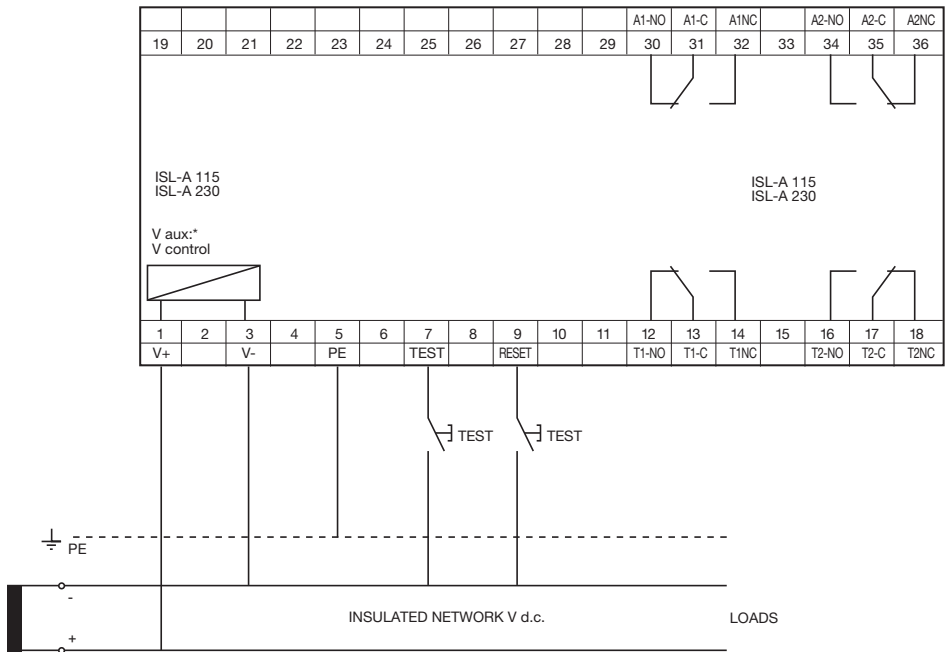 A1-NO A1-C A1NC A2-NO A2-C A2NC
19 20 21 22 23 24 25 26 27 28 29 30 31 32 33 34 35 36
ISL-A 115
ISL-A 230
ISL-A 115
ISL-A 230
V aux:*
V control
1 2 3 4 5 6 7 8 9 10 11 12 13 14 15 16 17 18
V+ V- PE TEST RESET T1-NO T1-C T1NC T2-NO T2-C T2NC
TEST TEST
PE
-
INSULATED NETWORK V d.c. LOADS
+